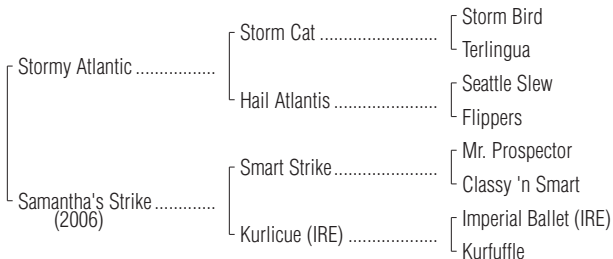 Storm Bird
Storm Cat ........................
Terlingua
Stormy Atlantic ................
Seattle Slew
Hail Atlantis .....................
Flippers
Mr. Prospector
Smart Strike .....................
Classy 'n Smart
Samantha's Strike ............
(2006)
Imperial Ballet (IRE)
Kurlicue (IRE) ..................
Kurfuffle